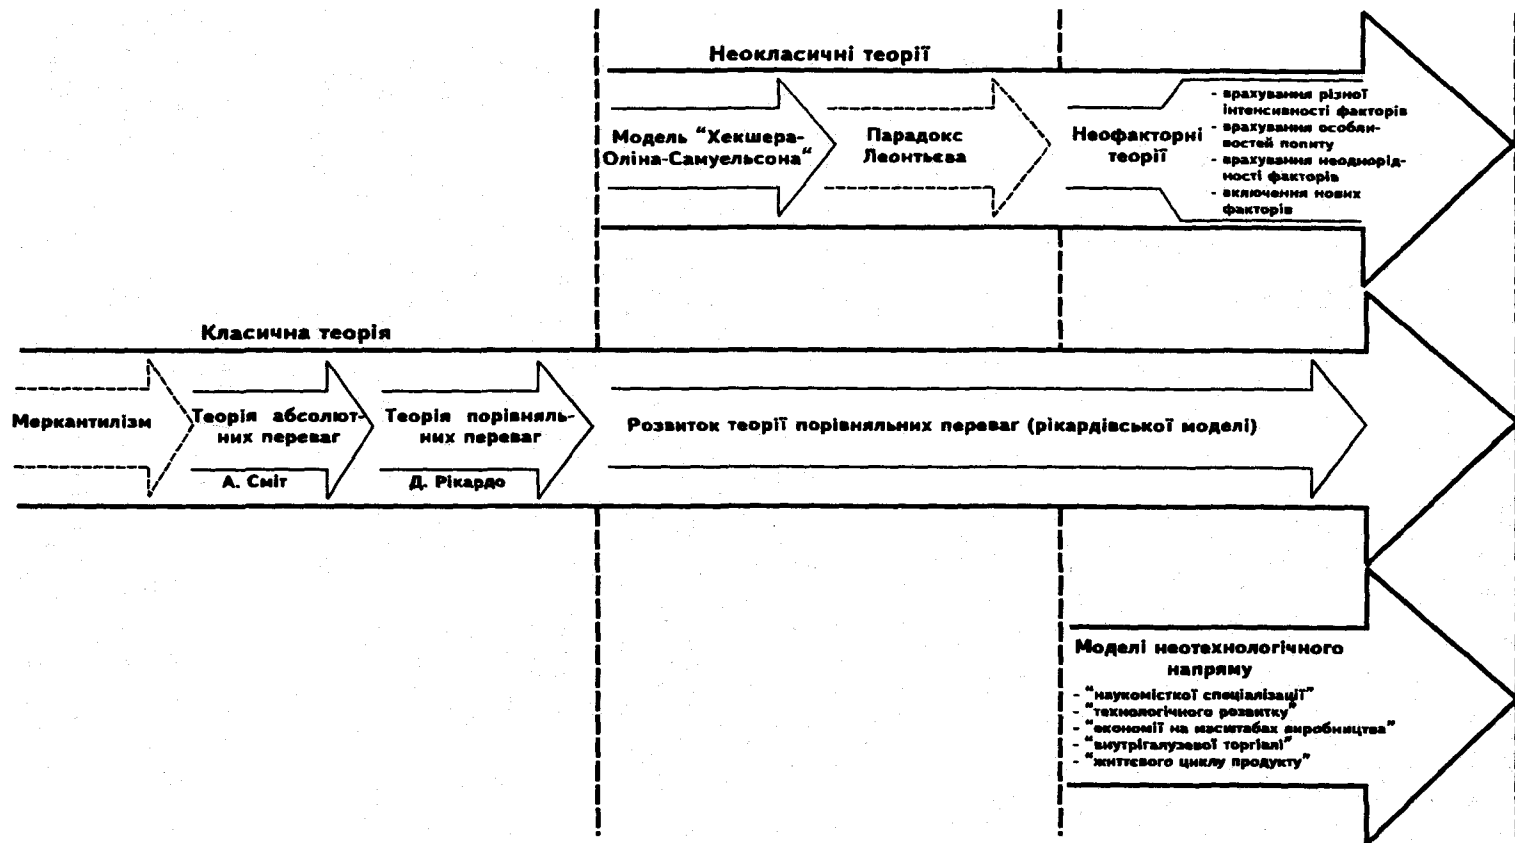 Неокласичні теорії
Модель "Хекшера-
Оліна-Самуельсона"
Парадокс
Леонтьєва
Неофакторні
теорії
- врахування різної
інтенсивності факторів
- врахування особли-
востей попиту
- врахування неоднорід-
ності факторів
- включення нових
факторів
Класична теорія
Меркантилізм
Теорія абсолют-
них переваг
А. Сміт
Теорія порівняль-
них переваг
Д. Рікардо
Розвиток теорії порівняльних переваг (рікардівської моделі)
Моделі неотехнологічного
напряму
- "наукомісткої спеціалізації"
- "технологічного розвитку"
- "економії на масштабах виробництва"
- "внутрігалузевої торгівлі"
- "життєвого циклу продукту"